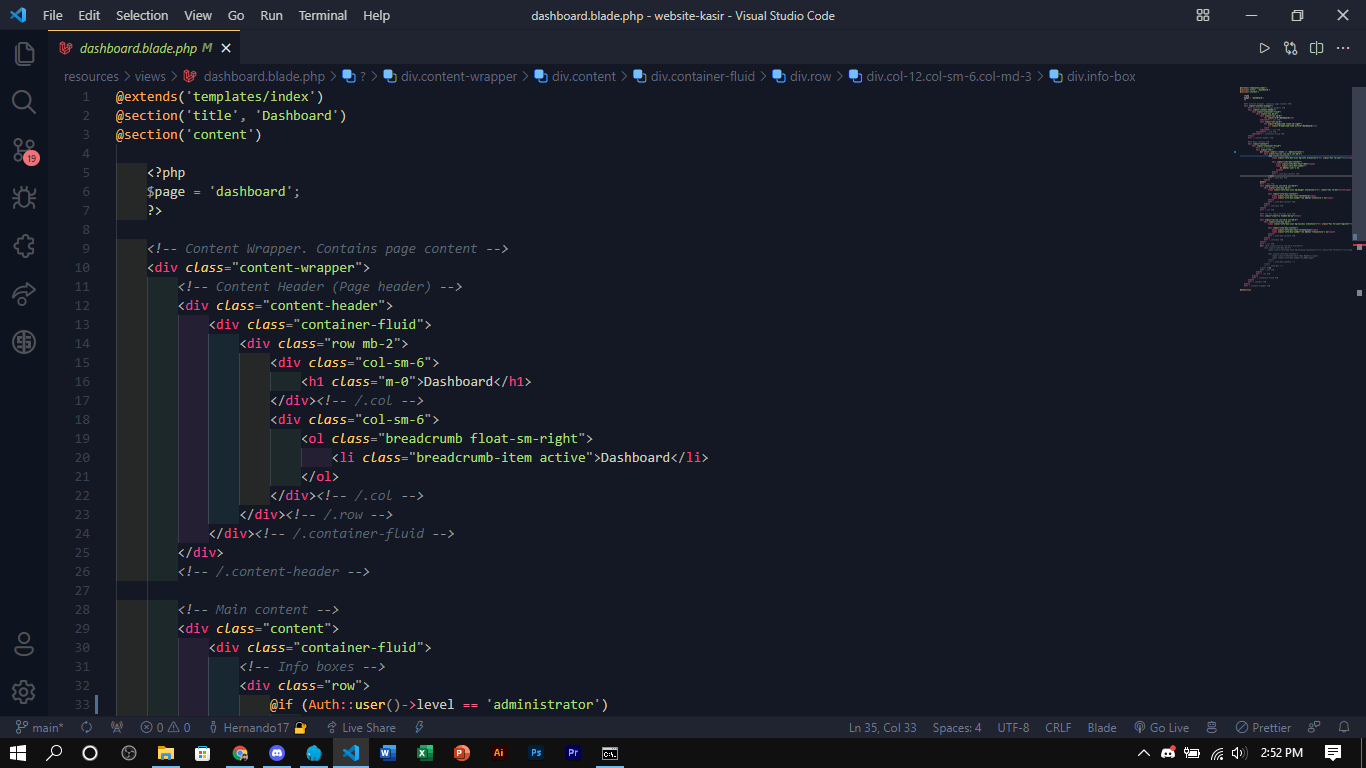 File Edit Selection View Go Run Terminal Help
dashboard.blade.php - website-kasir - Visual Studio Code
dashboard.blade.php M
resources > views > dashboard.blade.php > ? > div.content-wrapper > div.content > div.container-fluid > div.row > div.col-12.col-sm-6.col-md-3 > div.info-box
1 @extends('templates/index')
2 @section('title', 'Dashboard')
3 @section('content')
4
5 <?php
6 $page = 'dashboard';
7 ?>
8
9 <!-- Content Wrapper. Contains page content -->
10 <div class="content-wrapper">
11 <!-- Content Header (Page header) -->
12 <div class="content-header">
13 <div class="container-fluid">
14 <div class="row mb-2">
15 <div class="col-sm-6">
16 <h1 class="m-0">Dashboard</h1>
17 </div><!-- /.col -->
18 <div class="col-sm-6">
19 <ol class="breadcrumb float-sm-right">
20 <li class="breadcrumb-item active">Dashboard</li>
21 </ol>
22 </div><!-- /.col -->
23 </div><!-- /.row -->
24 </div><!-- /.container-fluid -->
25 </div>
26 <!-- /.content-header -->
27
28 <!-- Main content -->
29 <div class="content">
30 <div class="container-fluid">
31 <!-- Info boxes -->
32 <div class="row">
33 @if (Auth::user()->level == 'administrator')
19
main* 0 0 Hernando17 Live Share
Ln 35, Col 33 Spaces: 4 UTF-8 CRLF Blade Go Live Prettier
W X P Ai Ps Pr C:\
2:52 PM